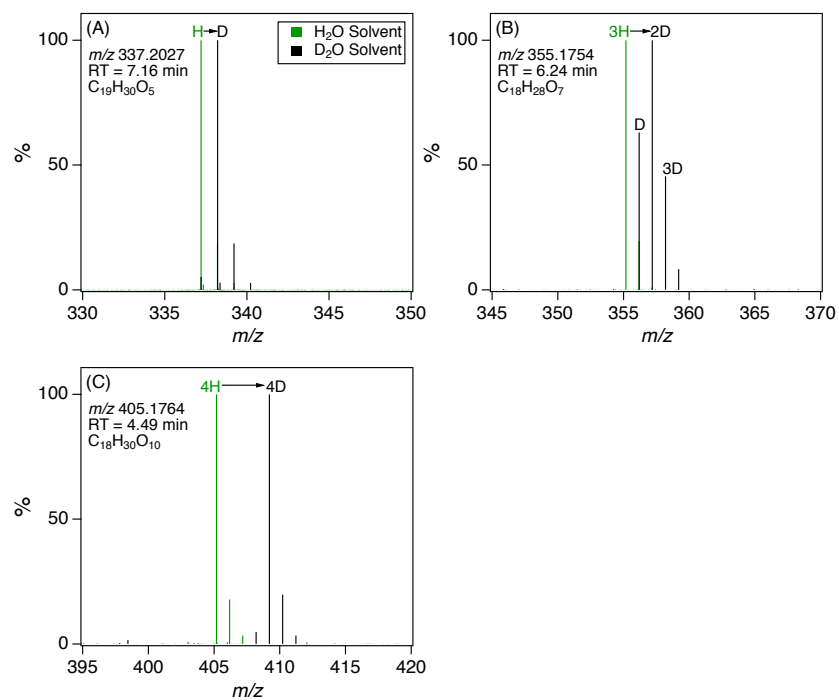 (A)
H→D
H₂O Solvent
D₂O Solvent
m/z 337.2027
RT = 7.16 min
C₁₉H₃₀O₅
100
50
0
%
330 335 340 345 350
m/z
(B)
3H→2D
m/z 355.1754
RT = 6.24 min
C₁₈H₂₈O₇
D
3D
100
50
0
%
345 350 355 360 365 370
m/z
(C)
4H→4D
m/z 405.1764
RT = 4.49 min
C₁₈H₃₀O₁₀
100
50
0
%
395 400 405 410 415 420
m/z